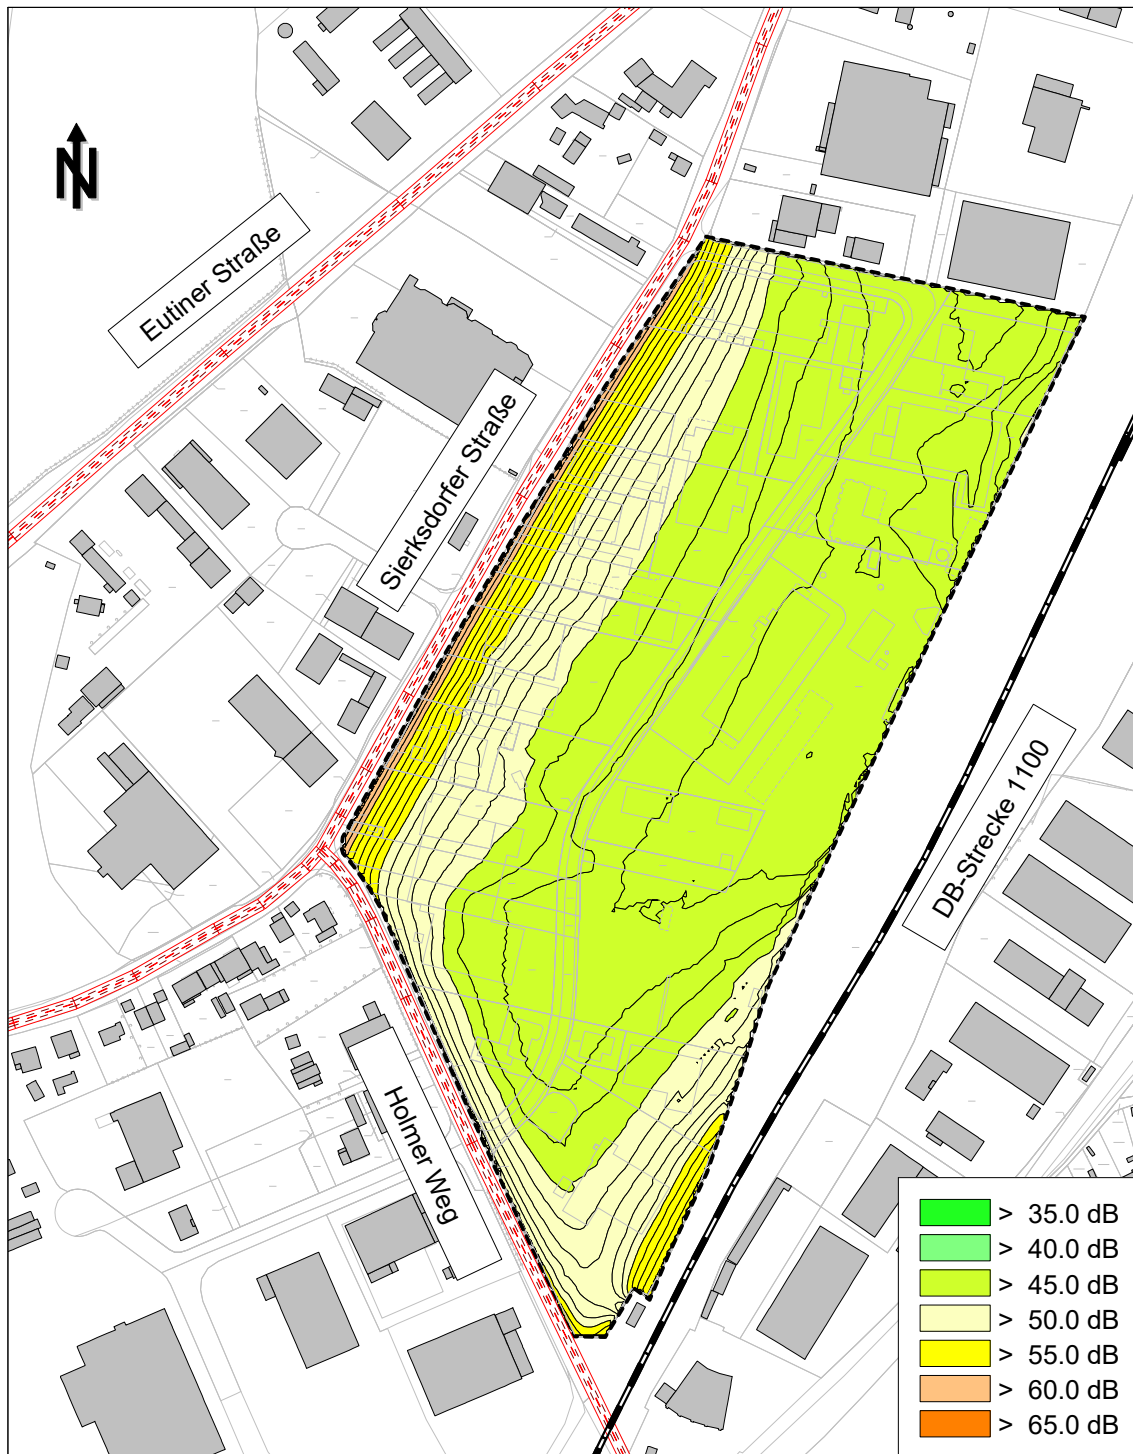 N
Eutiner Straße
Sierksdorfer Straße
DB-Strecke 1100
Holmer Weg
> 35.0 dB
> 40.0 dB
> 45.0 dB
> 50.0 dB
> 55.0 dB
> 60.0 dB
> 65.0 dB